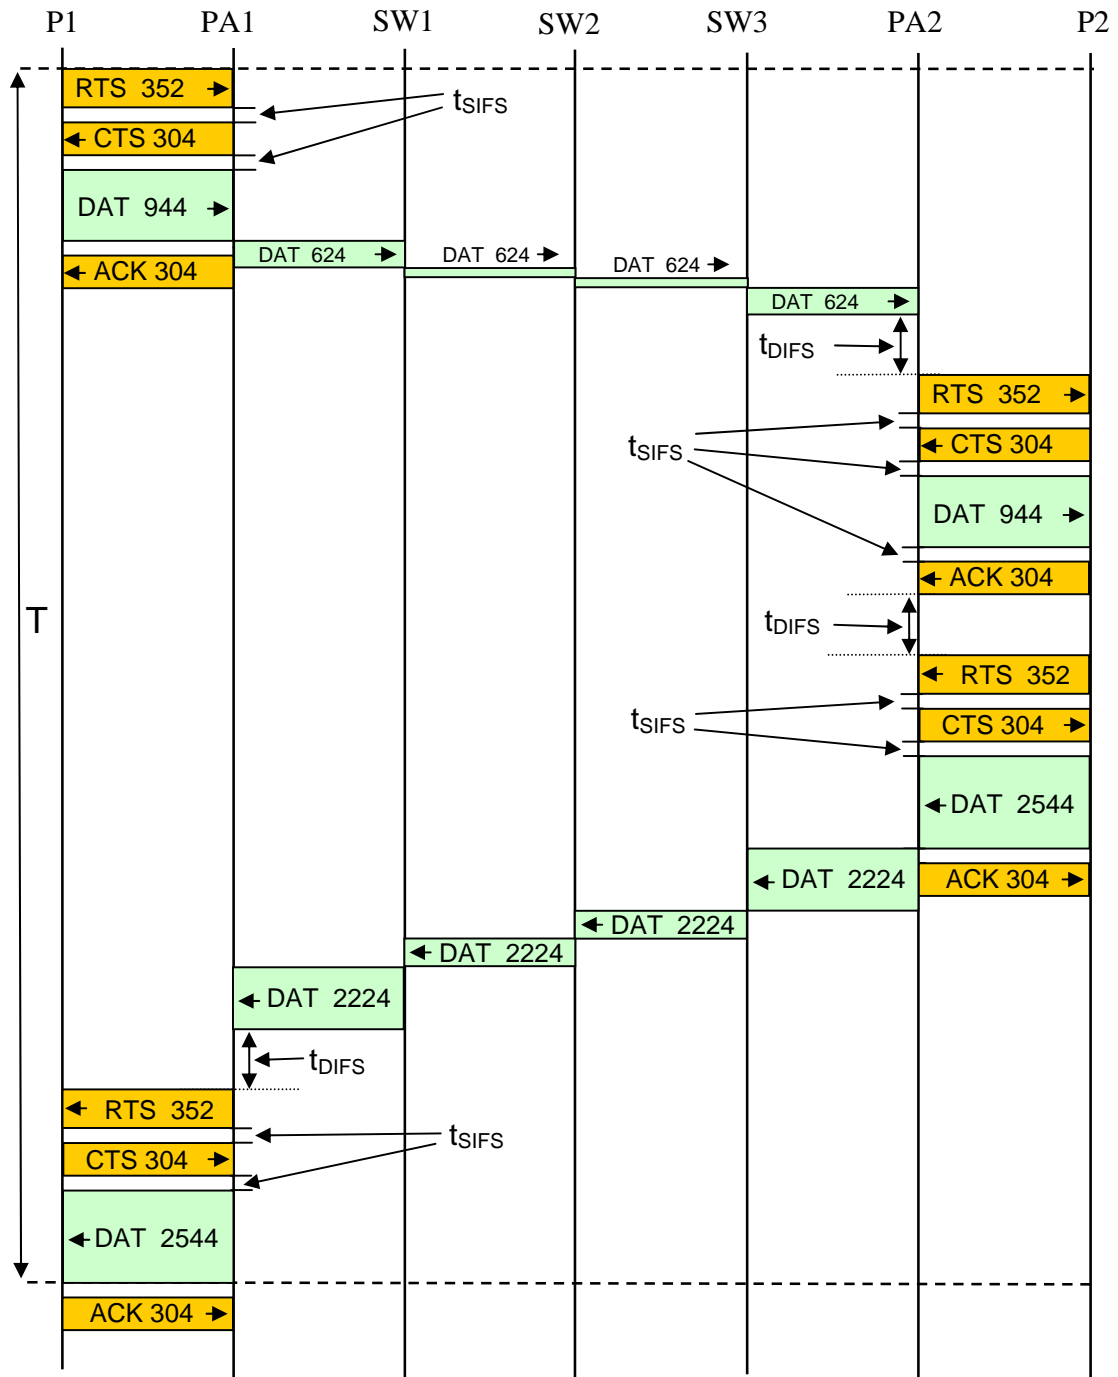 P1 PA1 SW1 SW2 SW3 PA2 P2
RTS 352
tSIFS
CTS 304
DAT 944
DAT 624
DAT 624
DAT 624
ACK 304
DAT 624
tDIFS
RTS 352
tSIFS
CTS 304
DAT 944
ACK 304
T
tDIFS
RTS 352
tSIFS
CTS 304
DAT 2544
DAT 2224
ACK 304
DAT 2224
DAT 2224
DAT 2224
tDIFS
RTS 352
tSIFS
CTS 304
DAT 2544
ACK 304